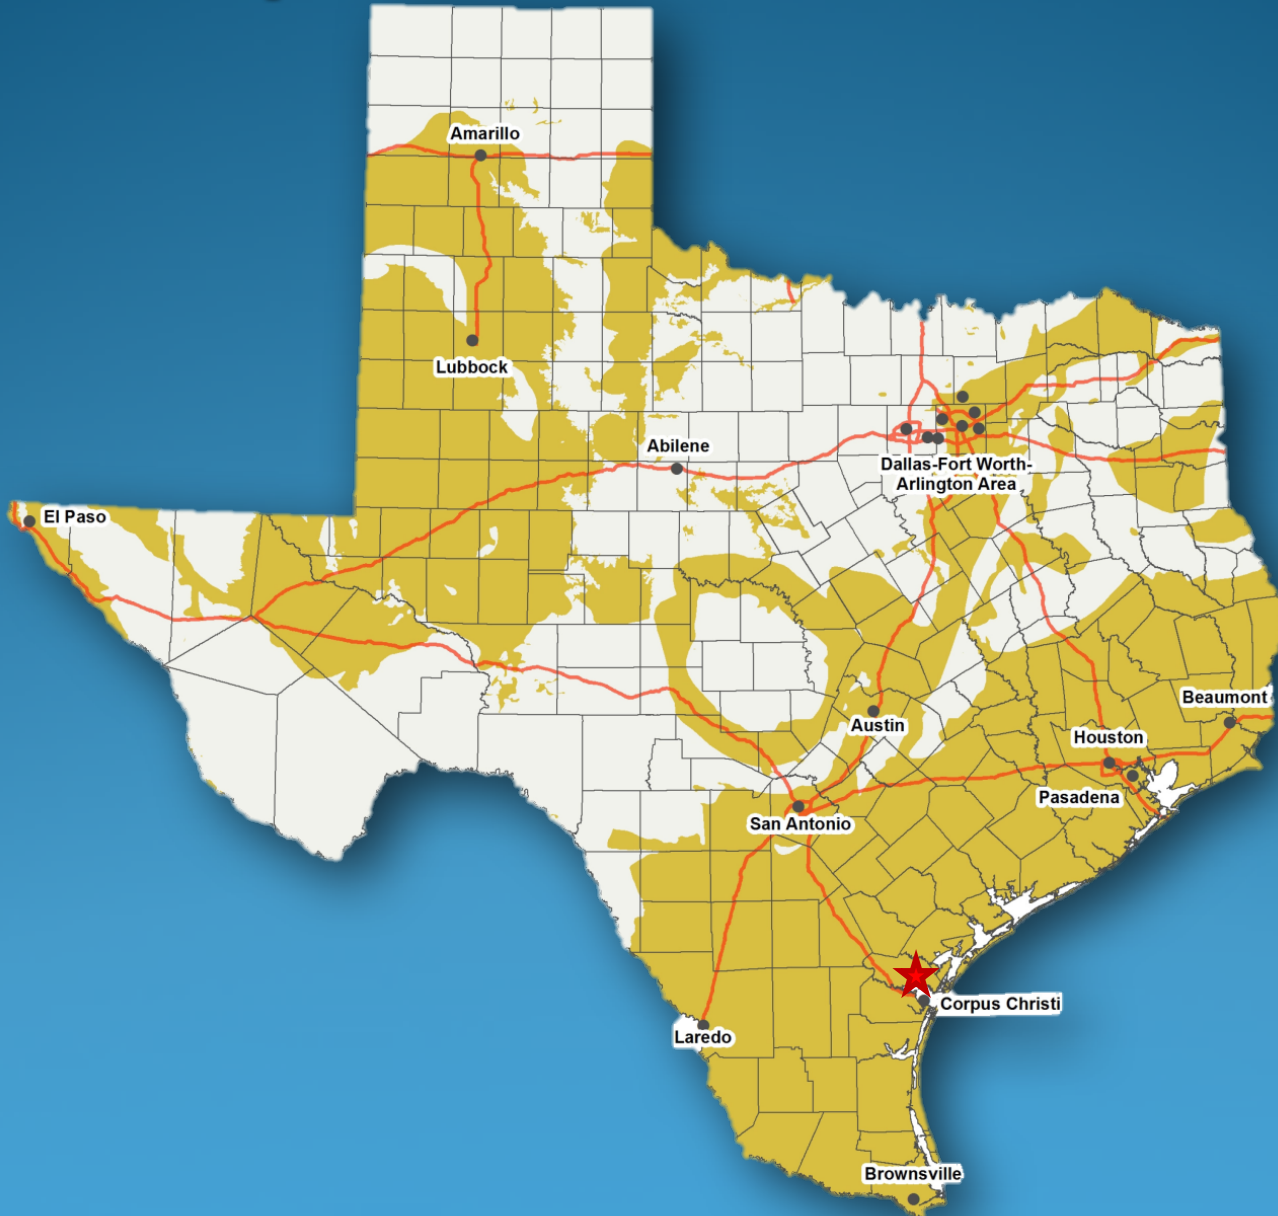 Amarillo
Lubbock
Abilene
Dallas-Fort Worth-
Arlington Area
El Paso
Beaumont
Austin
Houston
Pasadena
San Antonio
Corpus Christi
Laredo
Brownsville